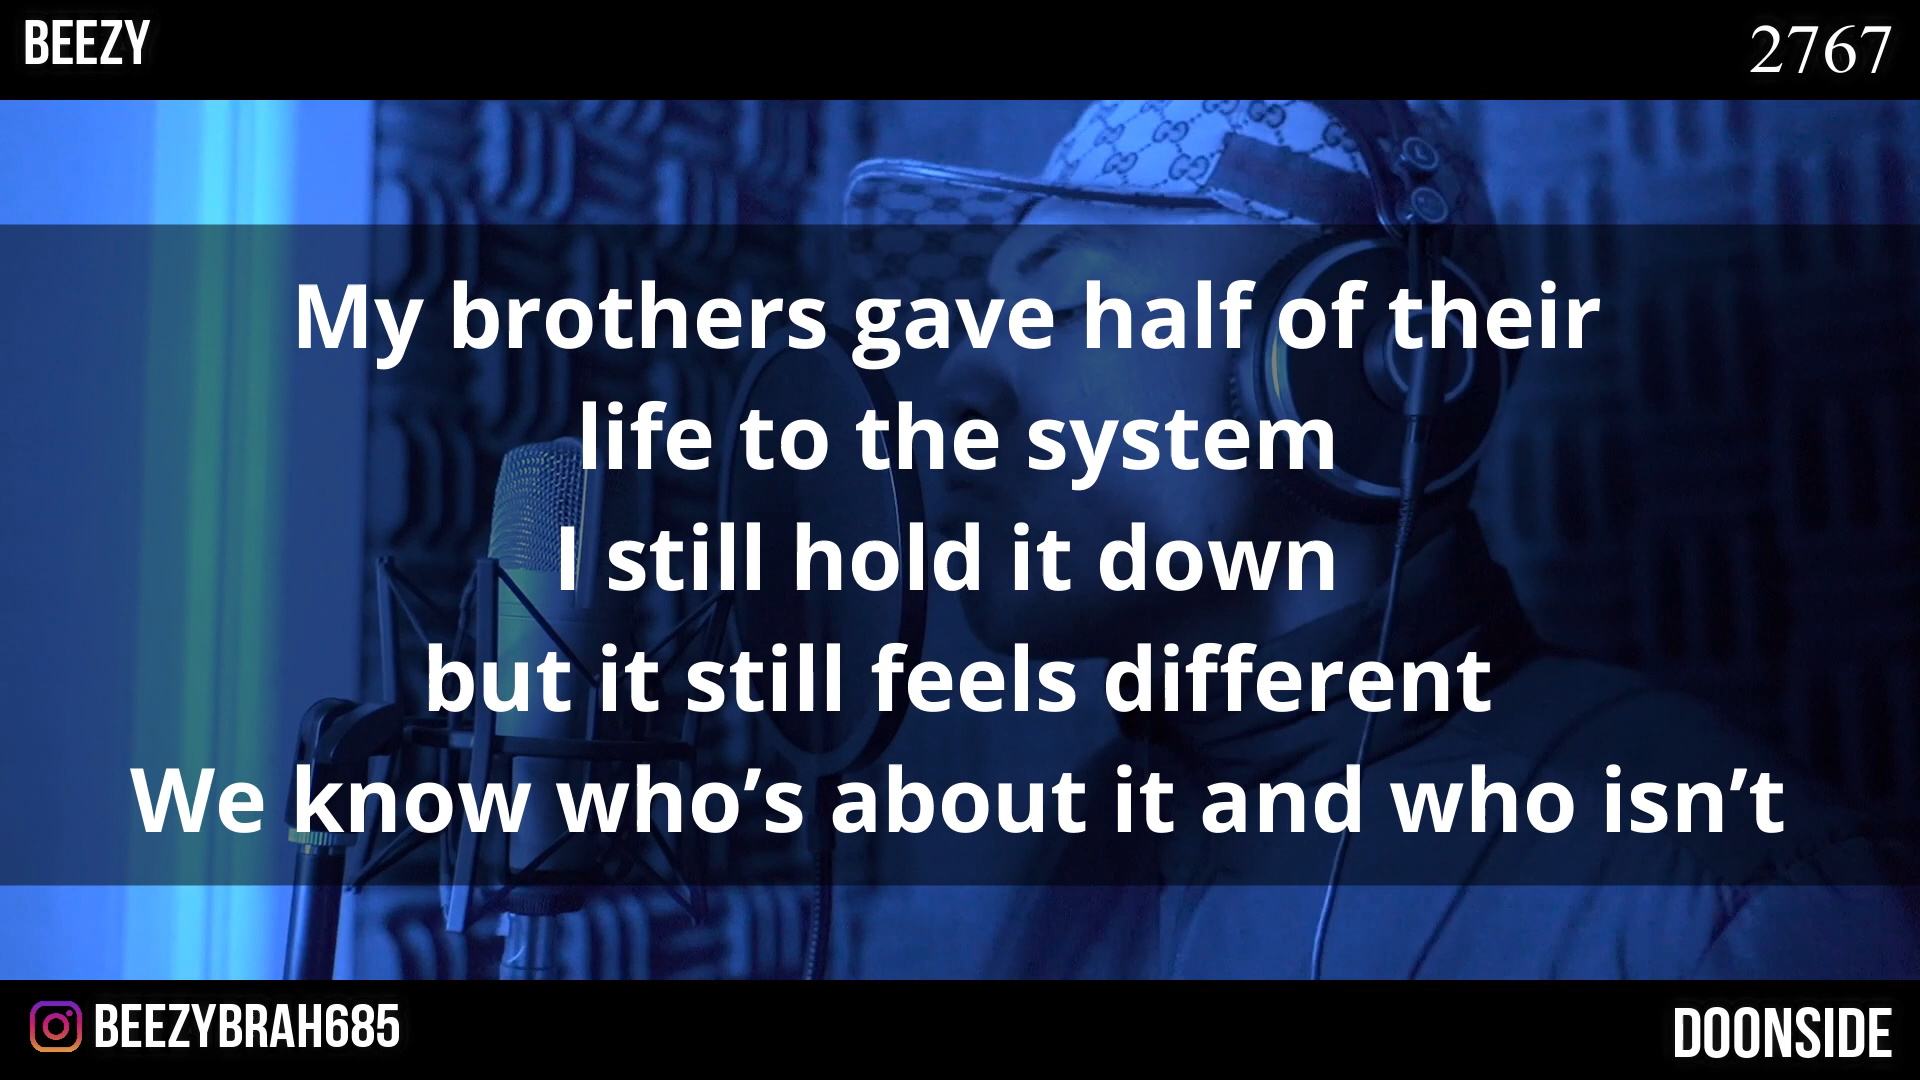 BEEZY
2767
My brothers gave half of their
life to the system
I still hold it down
but it still feels different
We know who’s about it and who isn’t
BEEZYBRAH685
DOONSIDE